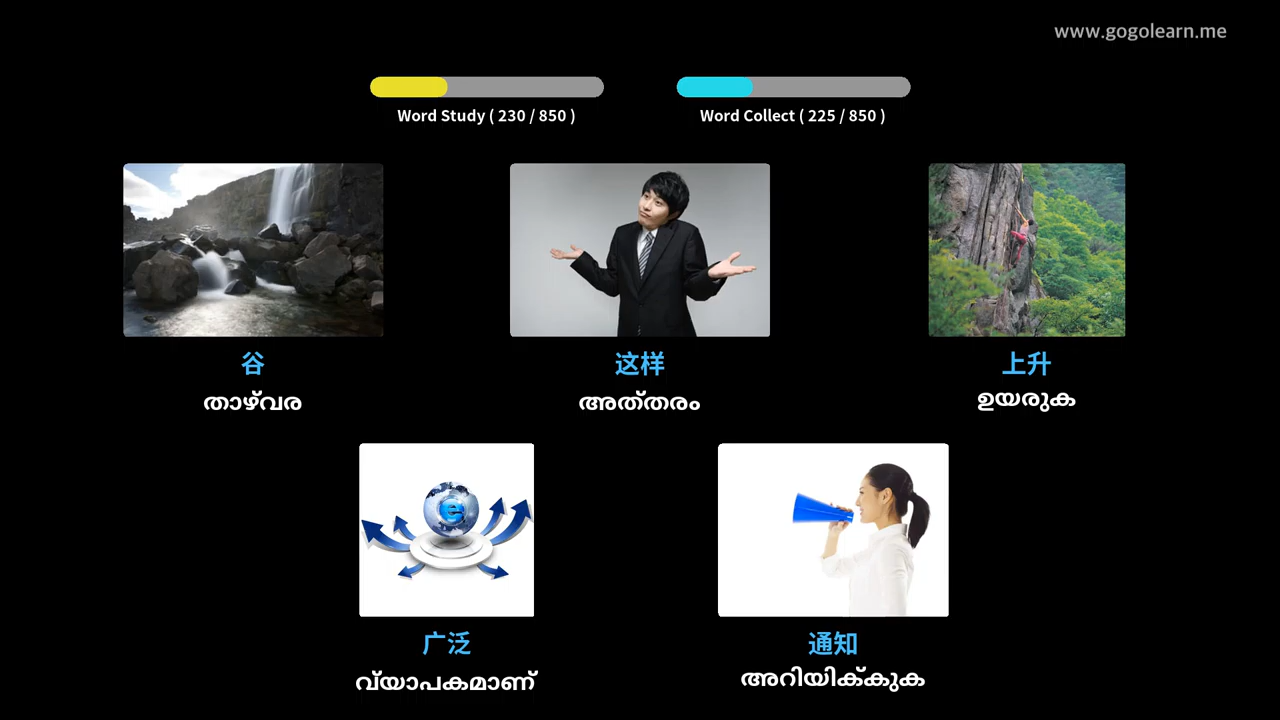 www.gogolearn.me
Word Study ( 230 / 850 )
Word Collect ( 225 / 850 )
谷
这样
上升
താഴ്വര
അത്തരം
ഉയരുക
广泛
通知
വ്യാപകമാണ്
അറിയിക്കുക